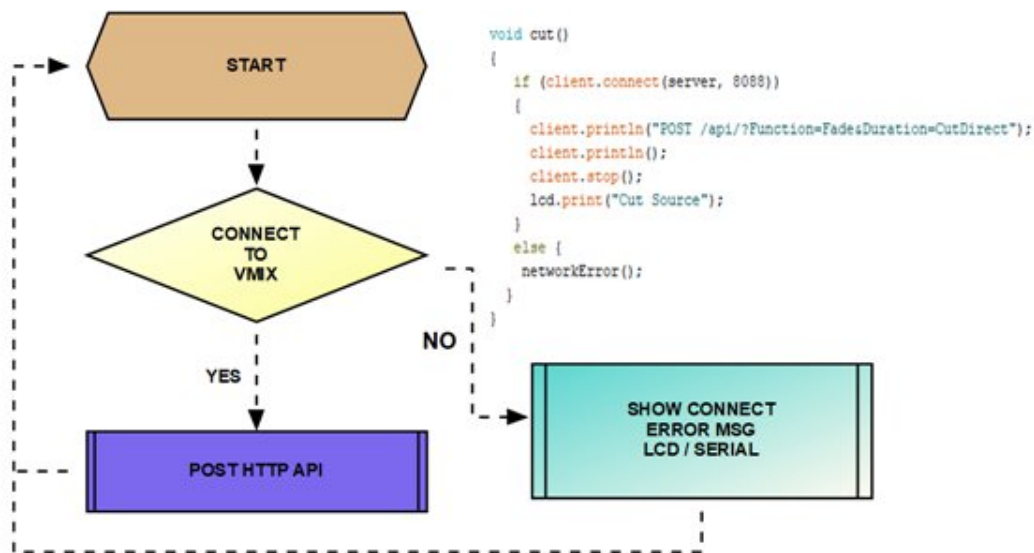 START
CONNECT
TO
VMIX
YES
NO
POST HTTP API
SHOW CONNECT
ERROR MSG
LCD / SERIAL
void cut()
{
if (client.connect(server, 8088))
{
client.println("POST /api/?Function=Fade&Duration=CutDirect");
client.println();
client.stop();
lcd.print("Cut Source");
}
else {
networkError();
}
}